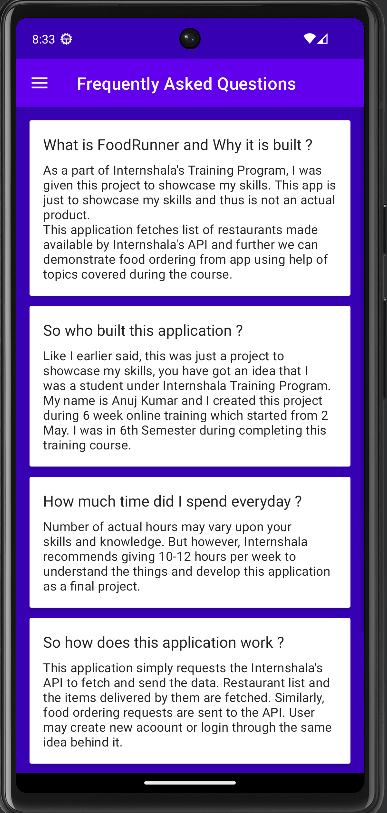 8:33
Frequently Asked Questions
What is FoodRunner and Why it is built ?
As a part of Internshala's Training Program, I was
given this project to showcase my skills. This app is
just to showcase my skills and thus is not an actual
product.
This application fetches list of restaurants made
available by Internshala's API and further we can
demonstrate food ordering from app using help of
topics covered during the course.
So who built this application ?
Like I earlier said, this was just a project to
showcase my skills, you have got an idea that I
was a student under Internshala Training Program.
My name is Anuj Kumar and I created this project
during 6 week online training which started from 2
May. I was in 6th Semester during completing this
training course.
How much time did I spend everyday ?
Number of actual hours may vary upon your
skills and knowledge. But however, Internshala
recommends giving 10-12 hours per week to
understand the things and develop this application
as a final project.
So how does this application work ?
This application simply requests the Internshala's
API to fetch and send the data. Restaurant list and
the items delivered by them are fetched. Similarly,
food ordering requests are sent to the API. User
may create new acoount or login through the same
idea behind it.